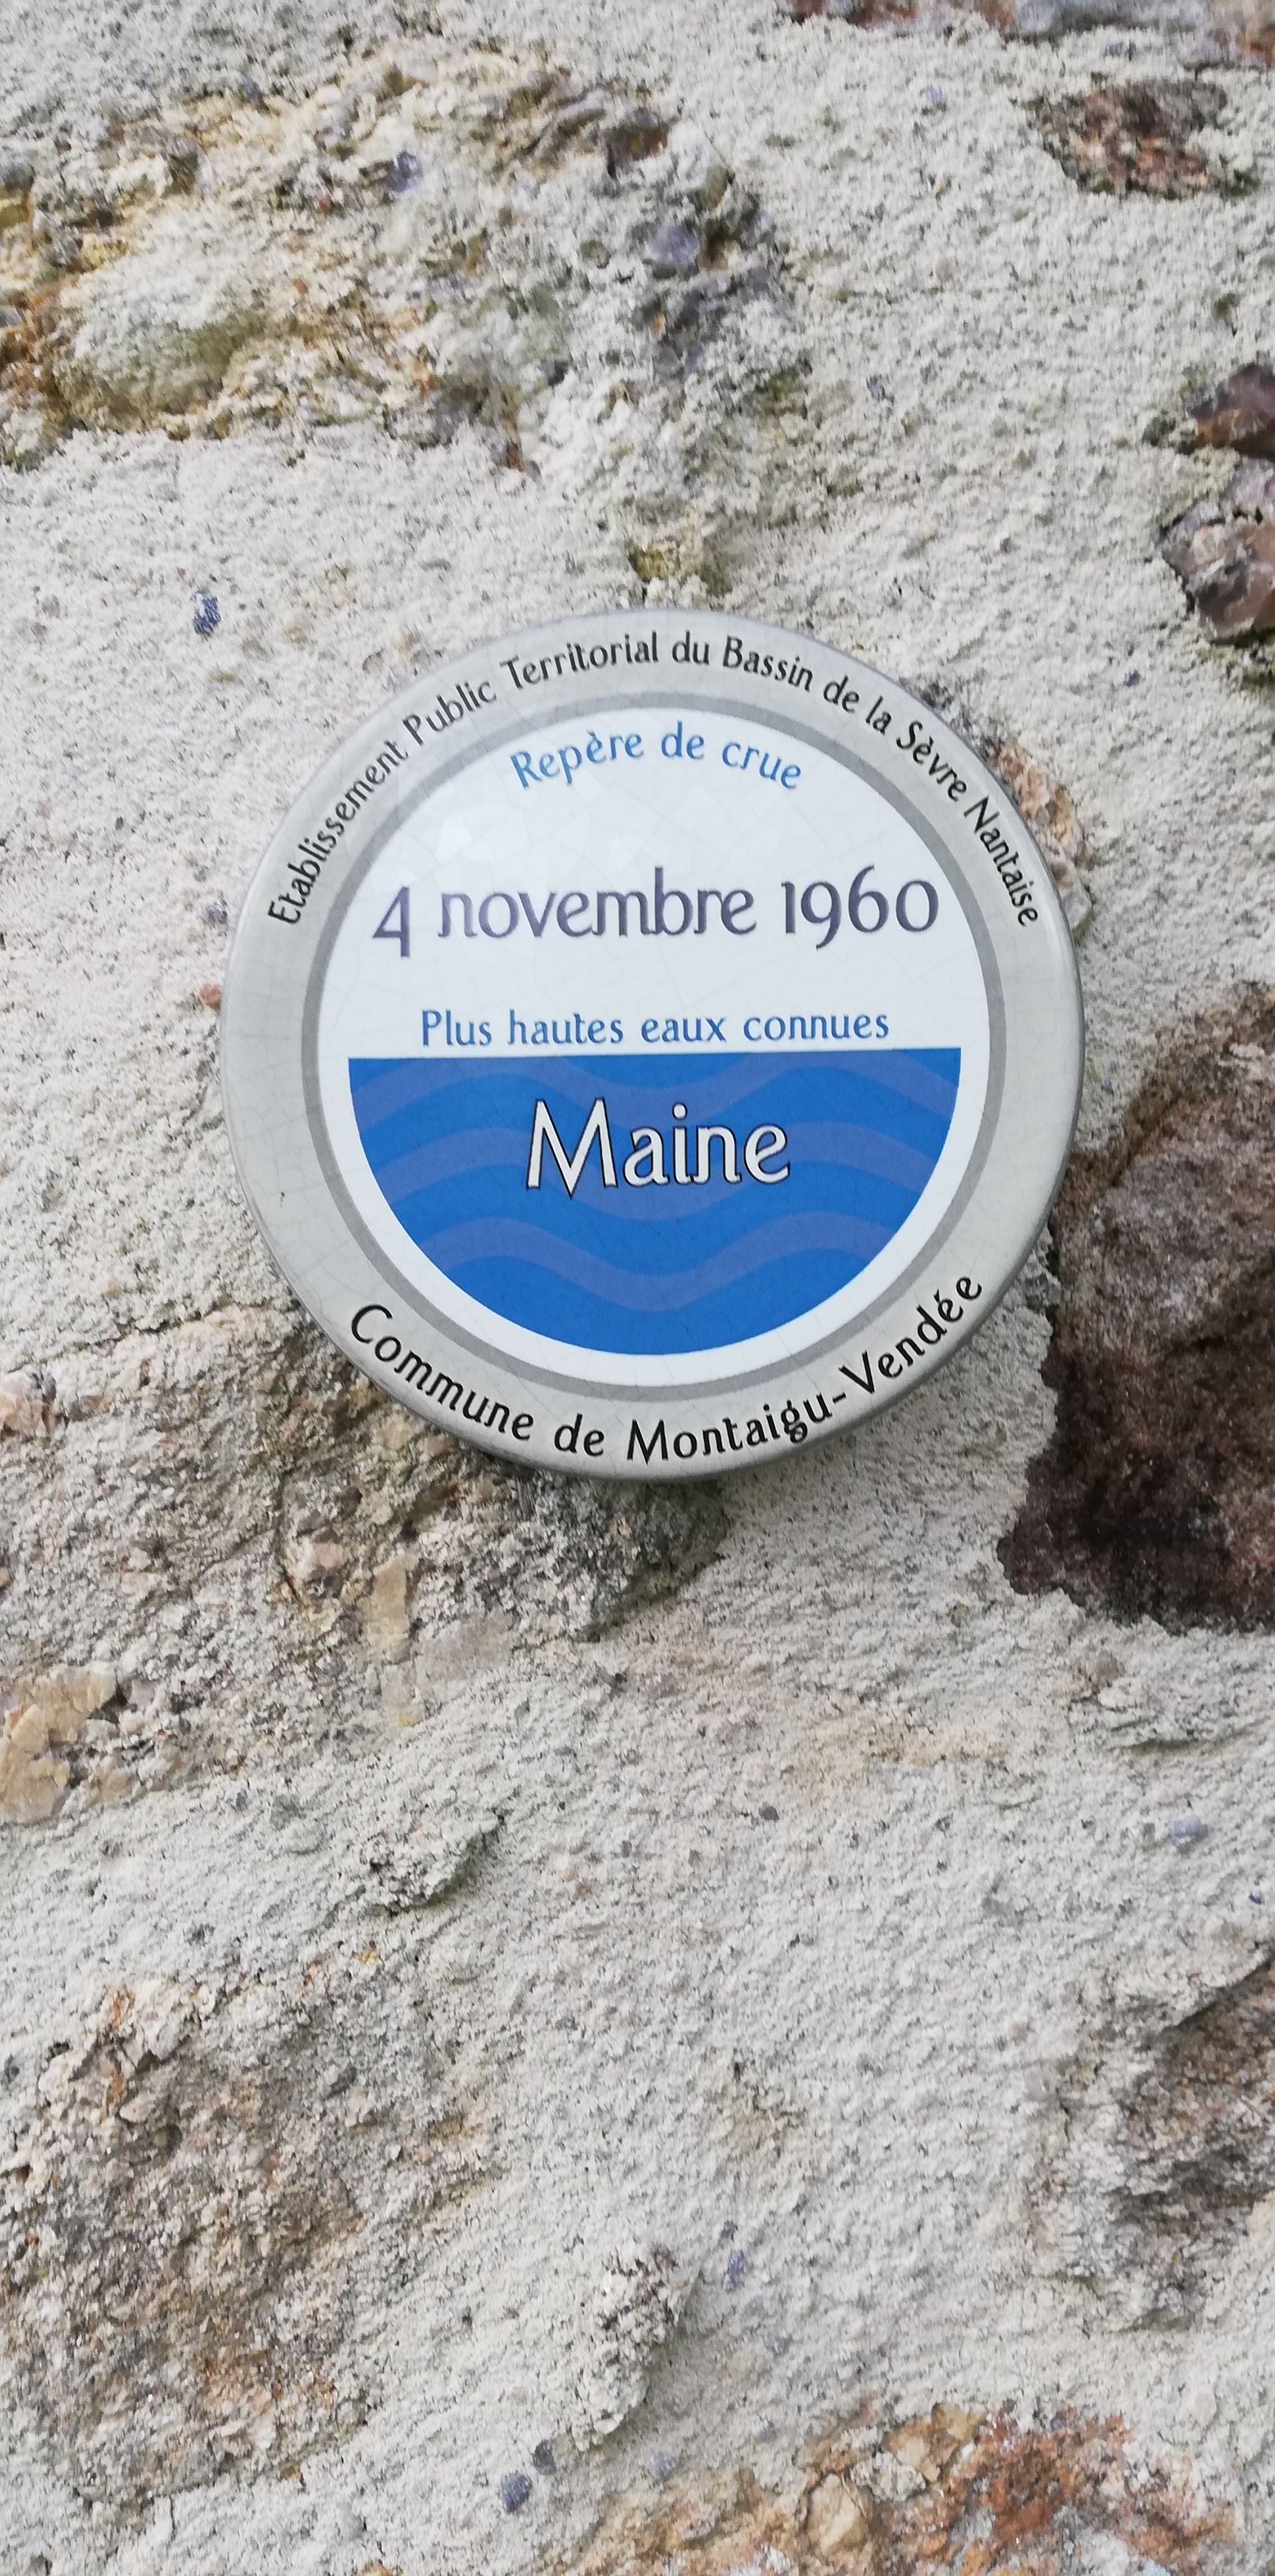 Etablissement Public Territorial du Bassin de la Sèvre Nantaise
Repère de crue
4 novembre 1960
Plus hautes eaux connues
Maine
Commune de Montaigu-Vendée